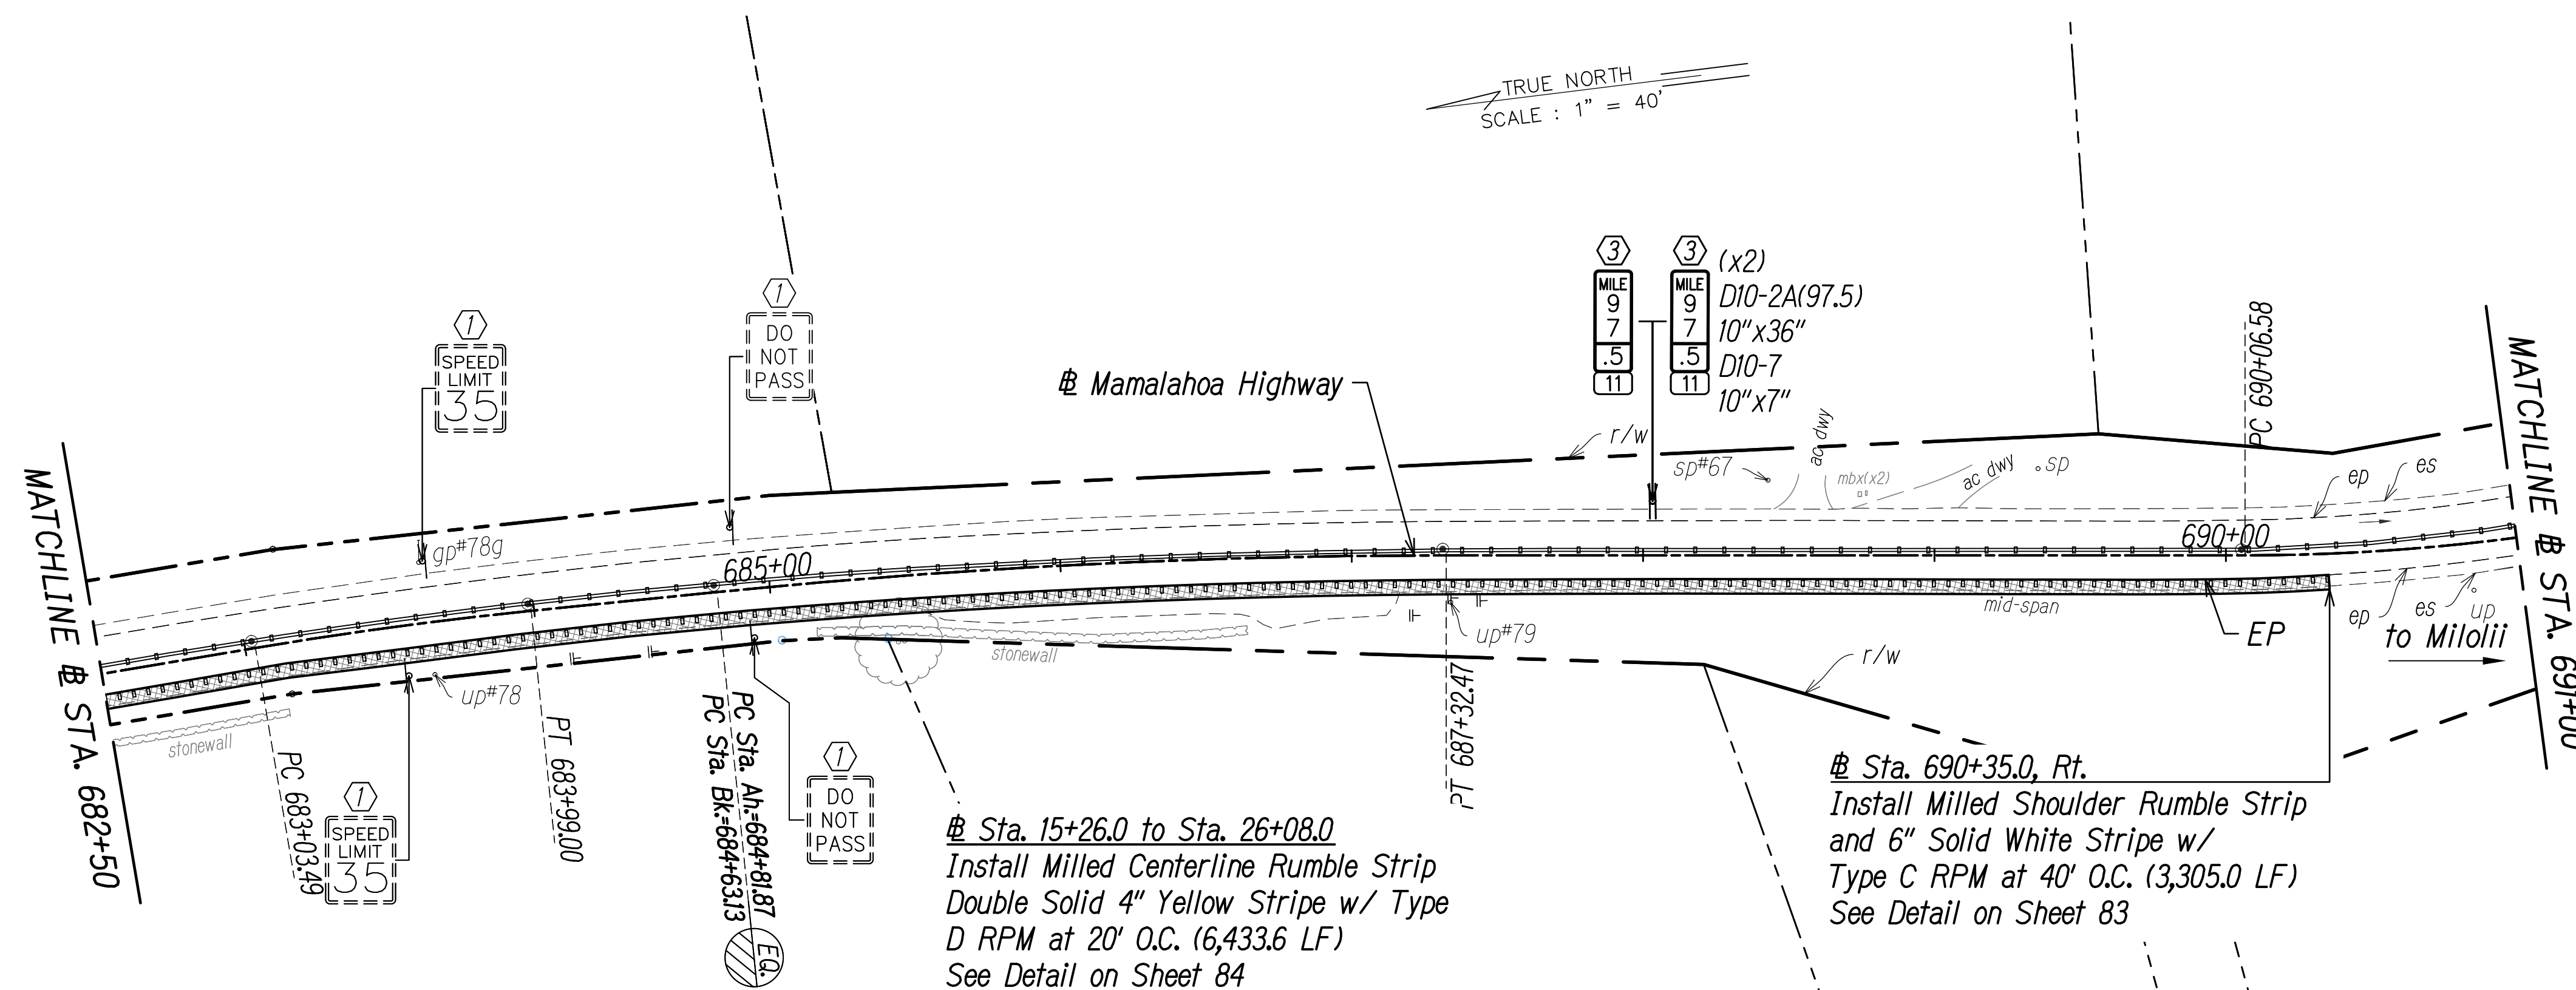 TRUE NORTH
SCALE : 1" = 40'
MATCHLINE ℄ STA. 682+50
1
SPEED
LIMIT
35
gp#78g
1
DO
NOT
PASS
685+00
℄ Mamalahoa Highway
3
MILE
9
7
.5
11
3
MILE
9
7
.5
11
(x2)
D10-2A(97.5)
10"x36"
D10-7
10"x7"
r/w
sp#67
ac dwy
mbx(x2)
ac dwy
sp
PC 690+06.58
690+00
ep
es
MATCHLINE ℄ STA. 691+00
stonewall
PC 683+03.49
1
SPEED
LIMIT
35
up#78
PT 683+99.00
PC Sta. Ah.=684+81.87
PC Sta. Bk.=684+63.13
EQ.
1
DO
NOT
PASS
stonewall
up#79
PT 687+32.47
mid-span
EP
ep
es
up
to Milolii
r/w
℄ Sta. 15+26.0 to Sta. 26+08.0
Install Milled Centerline Rumble Strip
Double Solid 4" Yellow Stripe w/ Type
D RPM at 20' O.C. (6,433.6 LF)
See Detail on Sheet 84
℄ Sta. 690+35.0, Rt.
Install Milled Shoulder Rumble Strip
and 6" Solid White Stripe w/
Type C RPM at 40' O.C. (3,305.0 LF)
See Detail on Sheet 83